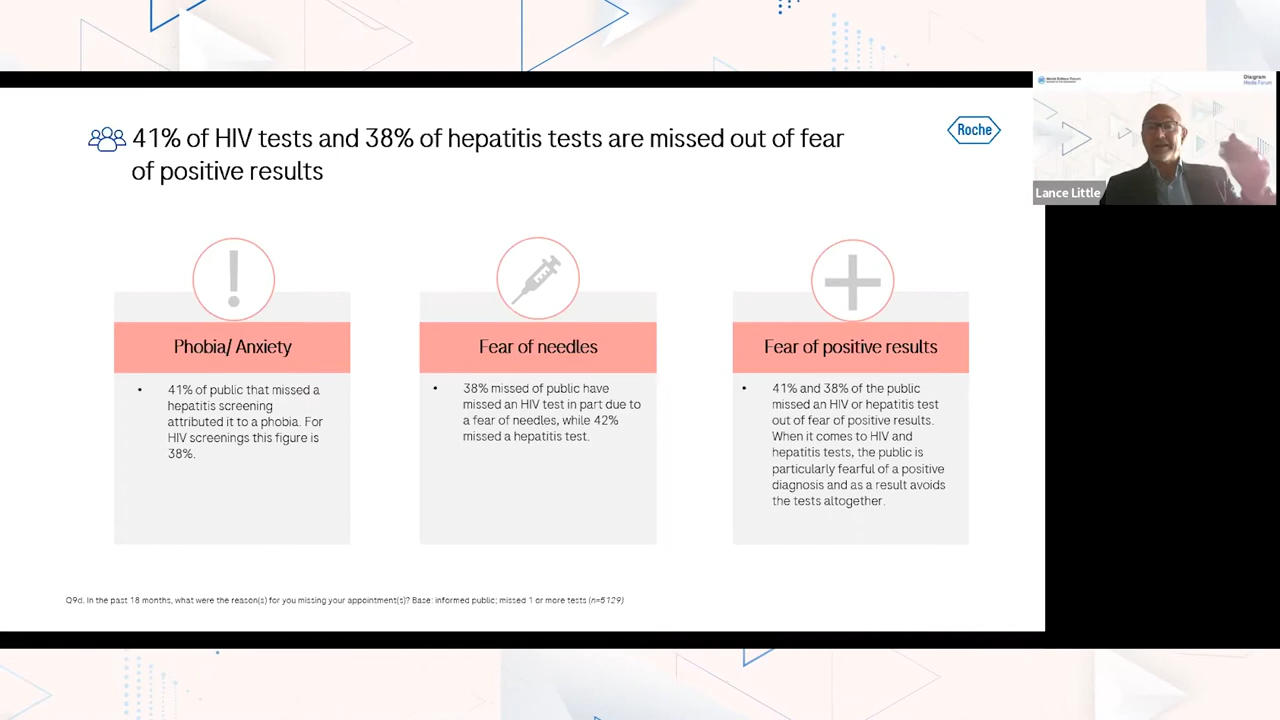 41% of HIV tests and 38% of hepatitis tests are missed out of fear
of positive results
Roche
World Editors Forum
Diagram
Media Forum
Lance Little
Phobia/ Anxiety
• 41% of public that missed a
hepatitis screening
attributed it to a phobia. For
HIV screenings this figure is
38%.
Fear of needles
• 38% missed of public have
missed an HIV test in part due to
a fear of needles, while 42%
missed a hepatitis test.
Fear of positive results
• 41% and 38% of the public
missed an HIV or hepatitis test
out of fear of positive results.
When it comes to HIV and
hepatitis tests, the public is
particularly fearful of a positive
diagnosis and as a result avoids
the tests altogether.
Q9d. In the past 18 months, what were the reason(s) for you missing your appointment(s)? Base: informed public; missed 1 or more tests (n=5129)